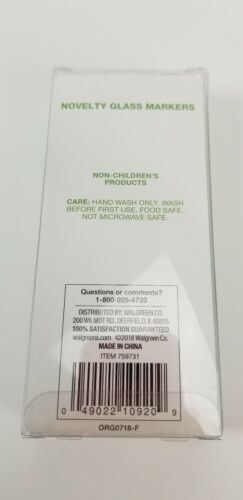 NOVELTY GLASS MARKERS
NON-CHILDREN'S
PRODUCTS
CARE: HAND WASH ONLY. WASH
BEFORE FIRST USE. FOOD SAFE.
NOT MICROWAVE SAFE.
Questions or comments?
1-800-925-4733
DISTRIBUTED BY: WALGREEN CO.
200 WILMOT RD., DEERFIELD, IL 60015
100% SATISFACTION GUARANTEED
walgreens.com ©2018 Walgreen Co.
MADE IN CHINA
ITEM 759731
0 49022 10920 9
ORG0718-F